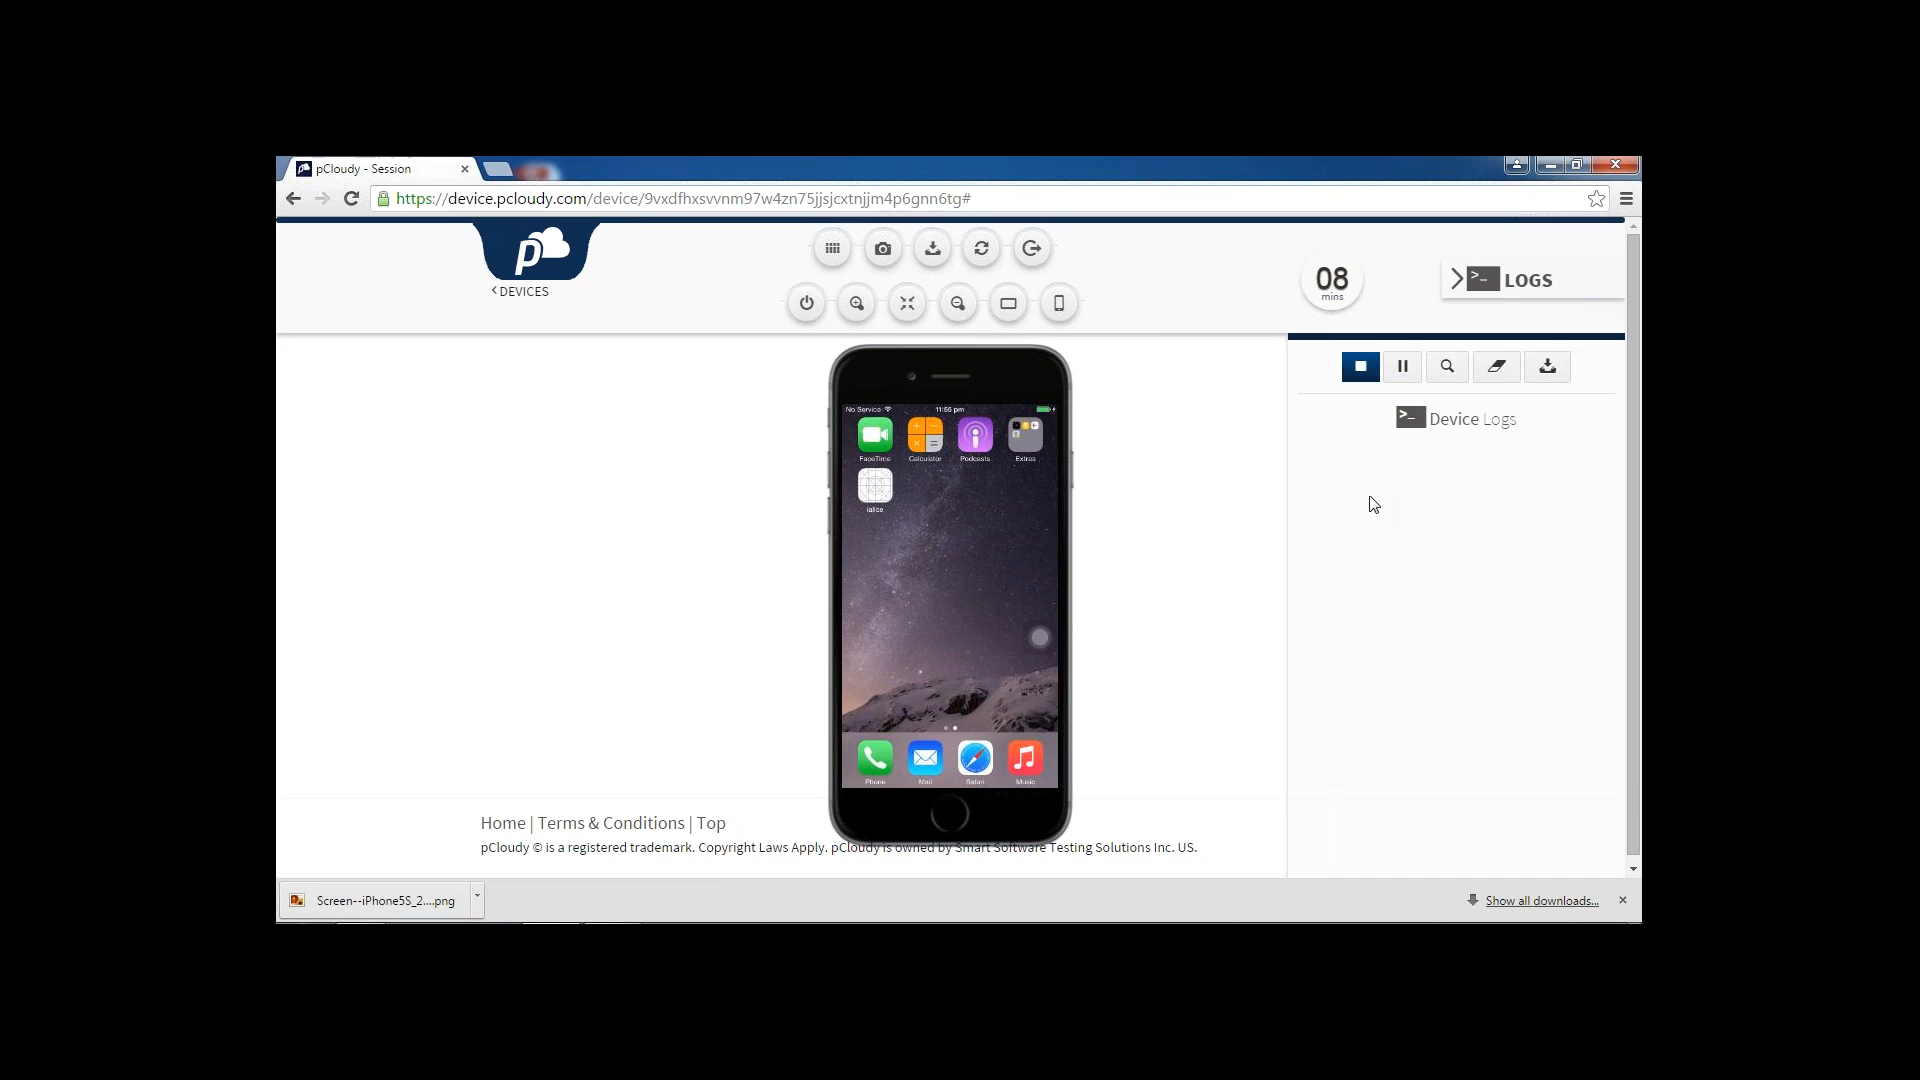 pCloudy - Session
https://device.pcloudy.com/device/9vxdfhxsvvnm97w4zn75jjsjcxtnjjm4p6gnn6tg#
p
DEVICES
08
mins
>_ LOGS
>_ Device Logs
No Service 11:55 pm
FaceTime Calculator Podcasts Extras
ialice
Phone Mail Safari Music
Home | Terms & Conditions | Top
pCloudy © is a registered trademark. Copyright Laws Apply. pCloudy is owned by Smart Software Testing Solutions Inc. US.
Screen--iPhone5S_2....png
Show all downloads...